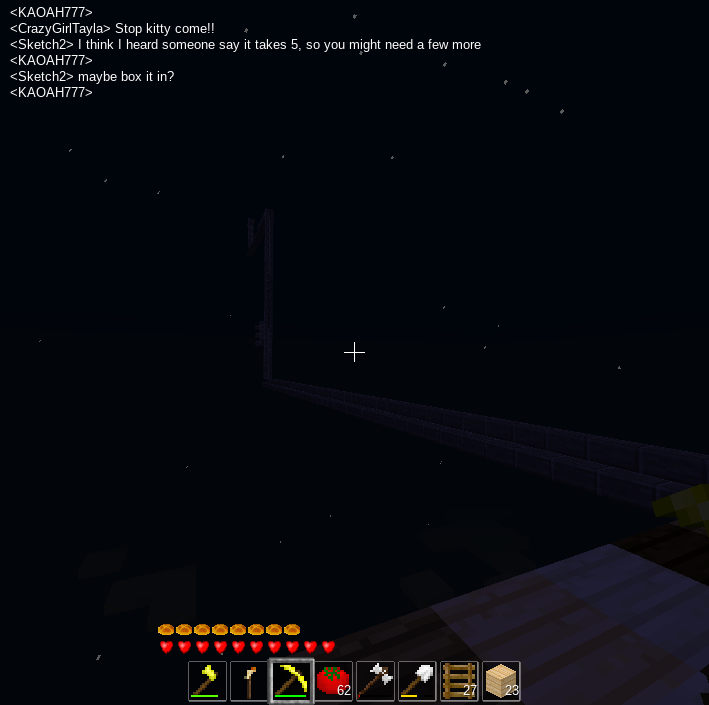 <KAOAH777>
<CrazyGirlTayla> Stop kitty come!!
<Sketch2> I think I heard someone say it takes 5, so you might need a few more
<KAOAH777>
<Sketch2> maybe box it in?
<KAOAH777>
62 27 23